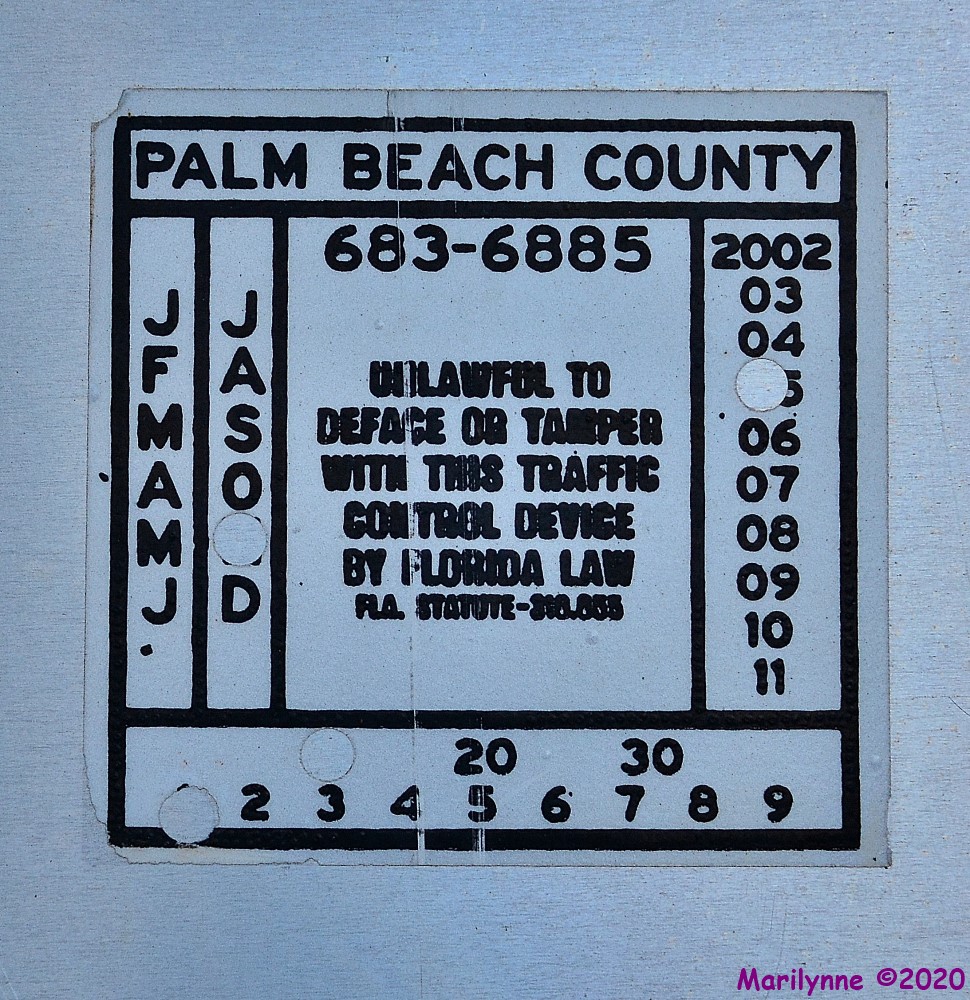 PALM BEACH COUNTY
683-6885
J
F
M
A
M
J
J
A
S
O
D
UNLAWFUL TO
DEFACE OR TAMPER
WITH THIS TRAFFIC
CONTROL DEVICE
BY FLORIDA LAW
FLA. STATUTE-
2002
03
04
5
06
07
08
09
10
11
20 30
2 3 4 5 6 7 8 9
Marilynne ©2020